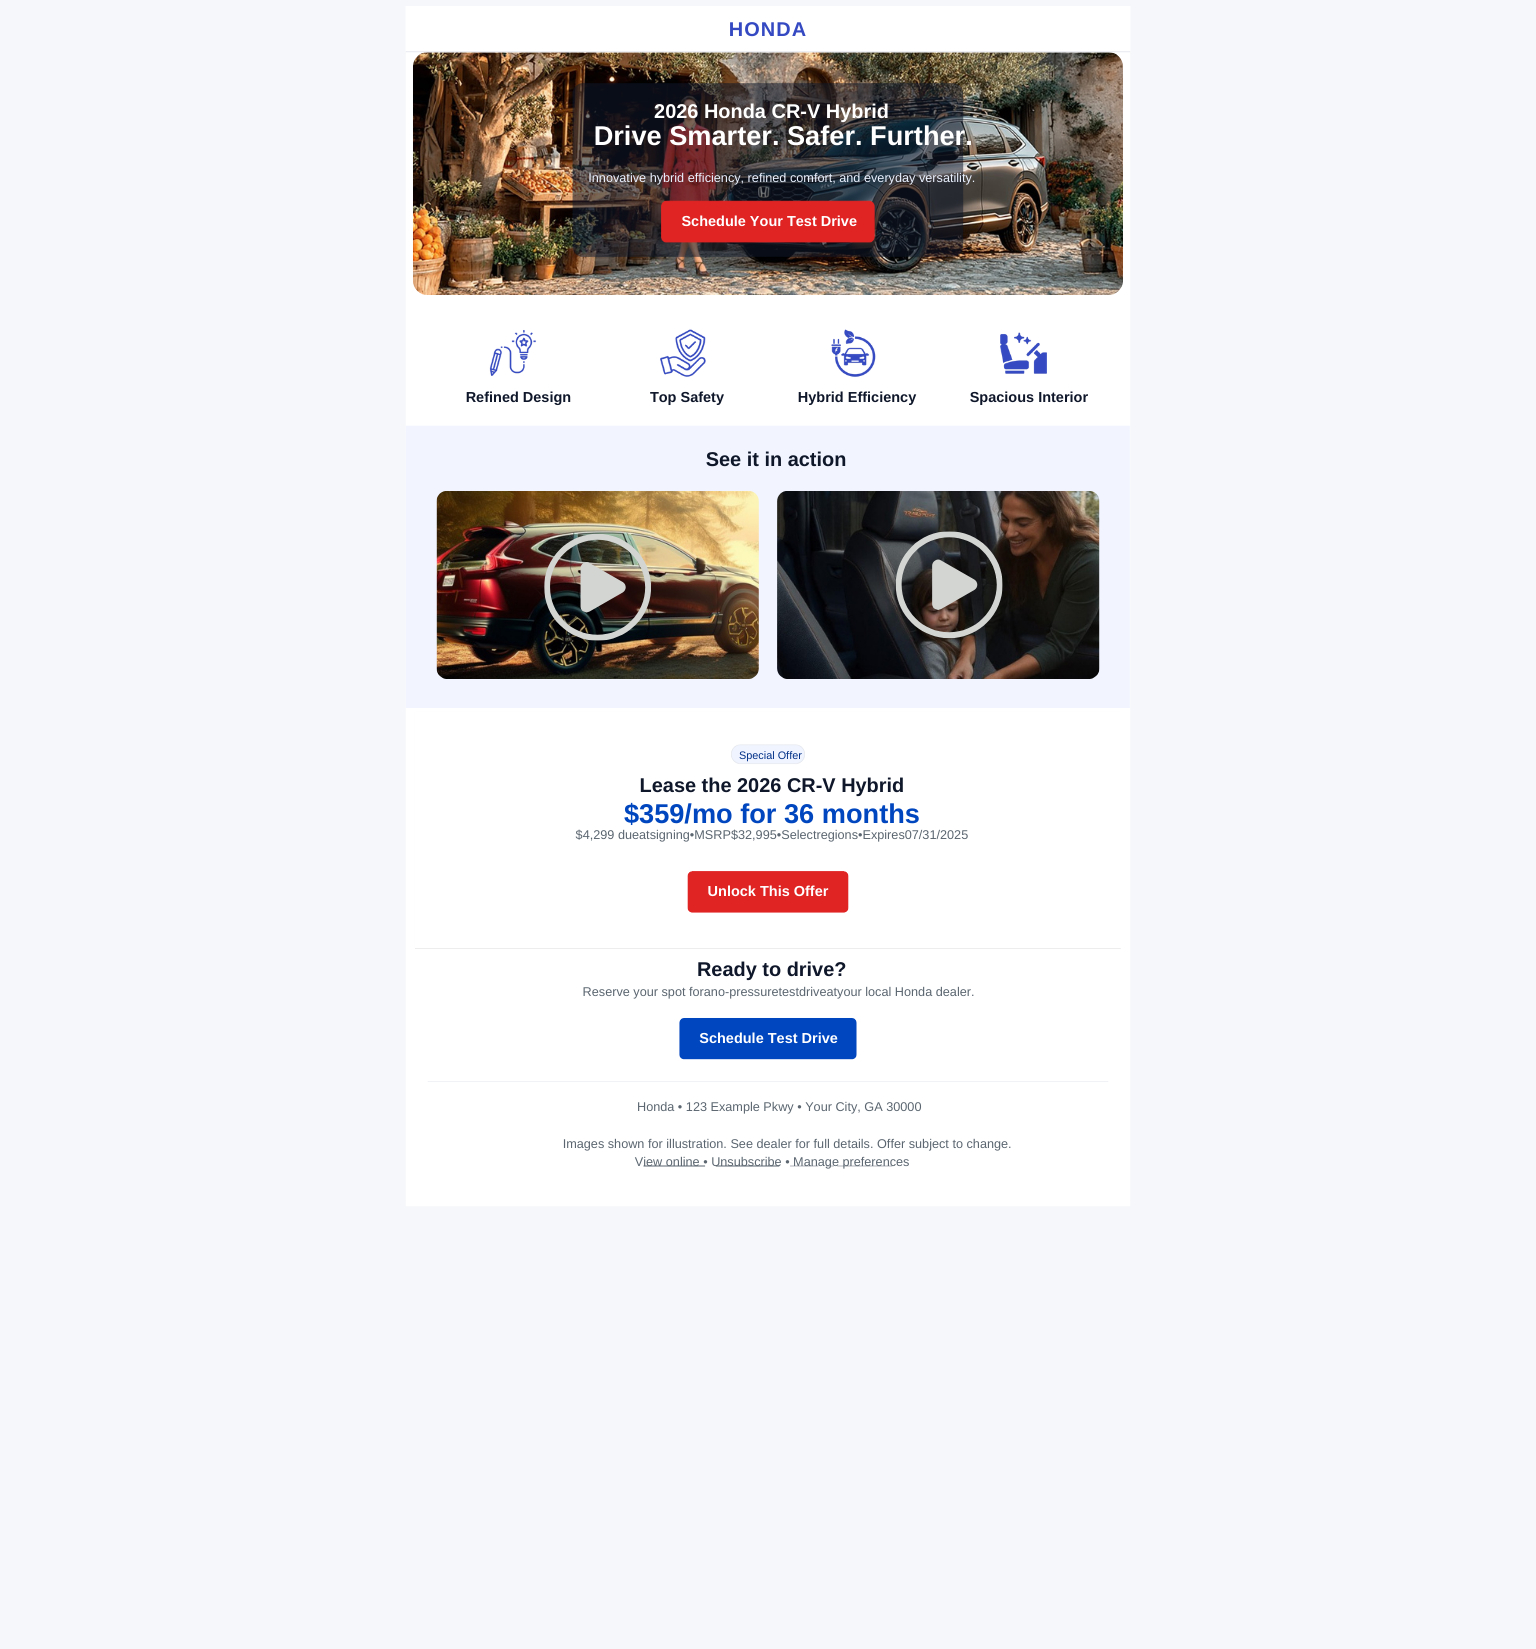 HONDA
2026 Honda CR-V Hybrid
Drive Smarter. Safer. Further.
Innovative hybrid efficiency, refined comfort, and everyday versatility.
Schedule Your Test Drive
Refined Design
Top Safety
Hybrid Efficiency
Spacious Interior
See it in action
Special Offer
Lease the 2026 CR-V Hybrid
$359/mo for 36 months
$4,299 dueatsigning•MSRP$32,995•Selectregions•Expires07/31/2025
Unlock This Offer
Ready to drive?
Reserve your spot forano-pressuretestdriveatyour local Honda dealer.
Schedule Test Drive
Honda • 123 Example Pkwy • Your City, GA 30000
Images shown for illustration. See dealer for full details. Offer subject to change.
View online • Unsubscribe • Manage preferences